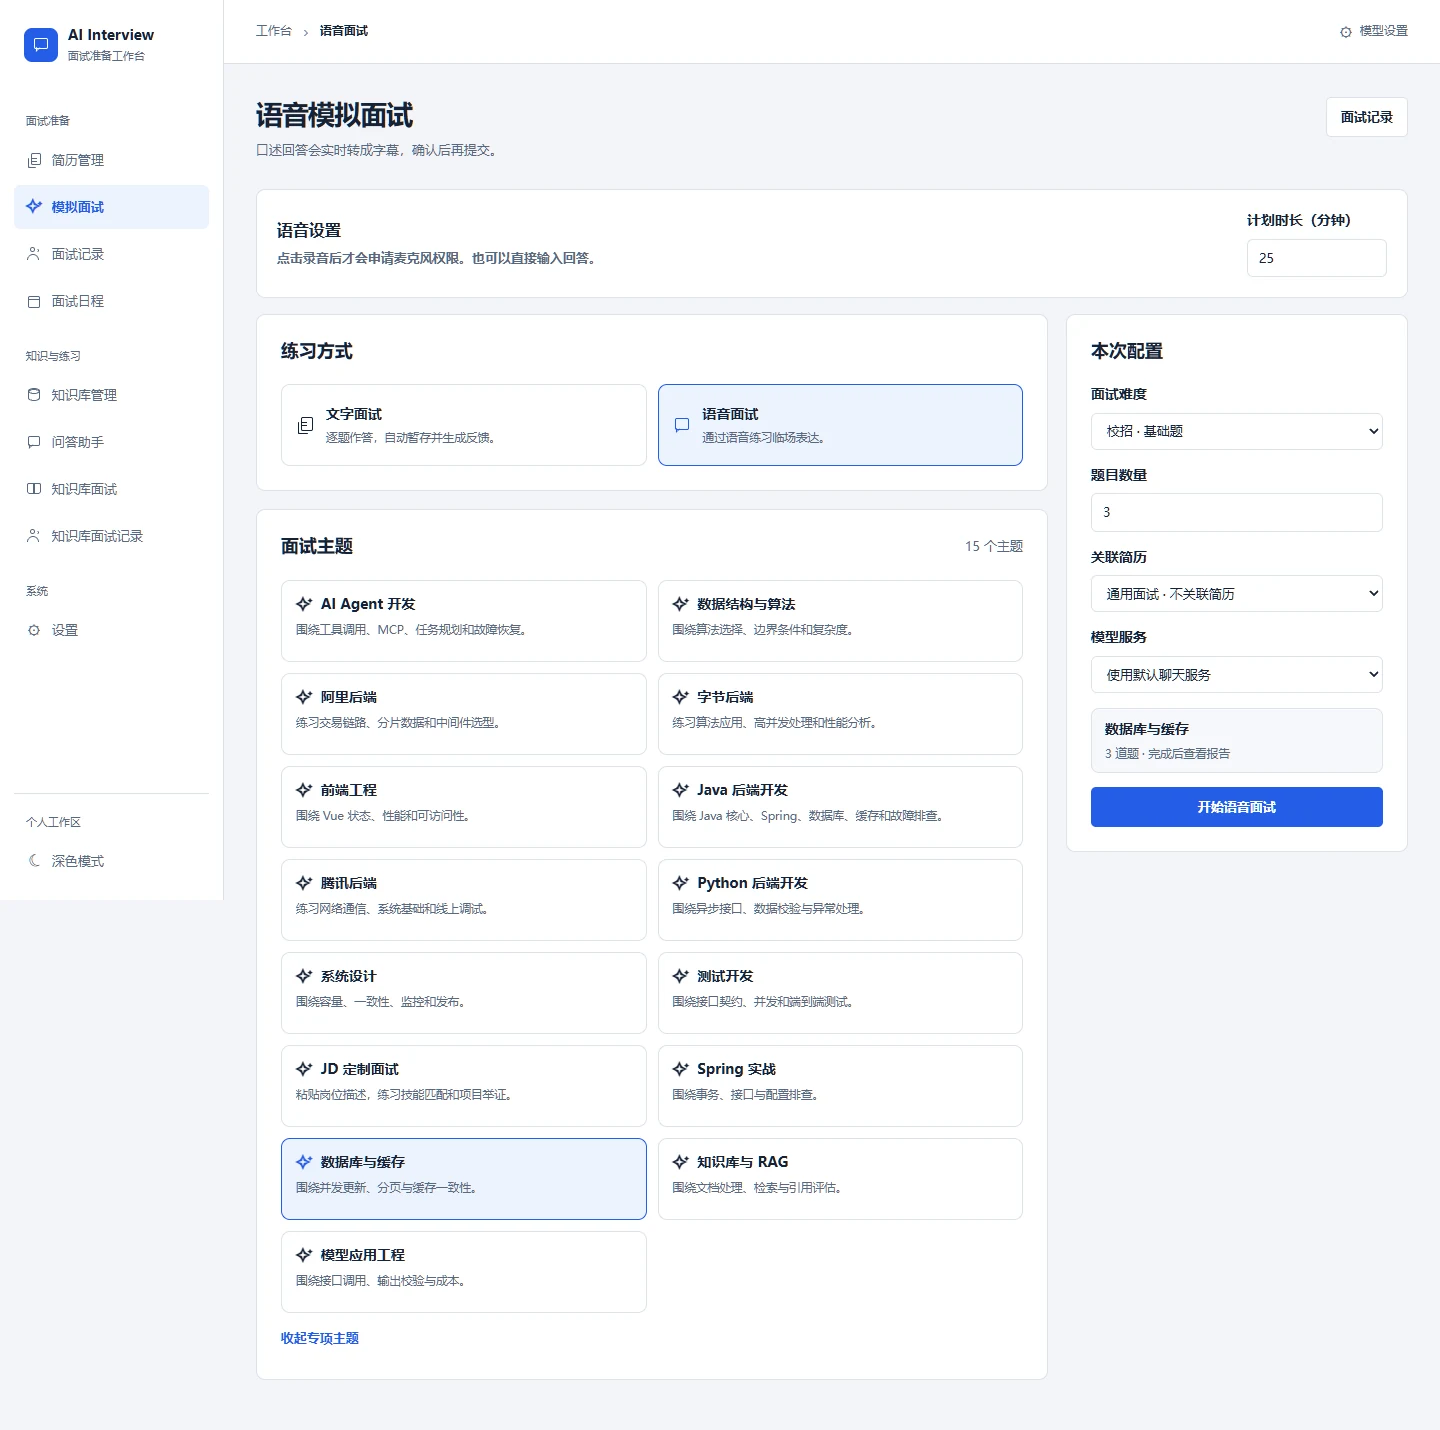 AI Interview
面试准备工作台
面试准备
简历管理
模拟面试
面试记录
面试日程
知识与练习
知识库管理
问答助手
知识库面试
知识库面试记录
系统
设置
个人工作区
深色模式
工作台 › 语音面试
模型设置
语音模拟面试
口述回答会实时转成字幕，确认后再提交。
面试记录
语音设置
点击录音后才会申请麦克风权限。也可以直接输入回答。
计划时长（分钟）
25
练习方式
文字面试
逐题作答，自动暂存并生成反馈。
语音面试
通过语音练习临场表达。
面试主题
15 个主题
AI Agent 开发
围绕工具调用、MCP、任务规划和故障恢复。
数据结构与算法
围绕算法选择、边界条件和复杂度。
阿里后端
练习交易链路、分片数据和中间件选型。
字节后端
练习算法应用、高并发处理和性能分析。
前端工程
围绕 Vue 状态、性能和可访问性。
Java 后端开发
围绕 Java 核心、Spring、数据库、缓存和故障排查。
腾讯后端
练习网络通信、系统基础和线上调试。
Python 后端开发
围绕异步接口、数据校验与异常处理。
系统设计
围绕容量、一致性、监控和发布。
测试开发
围绕接口契约、并发和端到端测试。
JD 定制面试
粘贴岗位描述，练习技能匹配和项目举证。
Spring 实战
围绕事务、接口与配置排查。
数据库与缓存
围绕并发更新、分页与缓存一致性。
知识库与 RAG
围绕文档处理、检索与引用评估。
模型应用工程
围绕接口调用、输出校验与成本。
收起专项主题
本次配置
面试难度
校招 · 基础题
题目数量
3
关联简历
通用面试 · 不关联简历
模型服务
使用默认聊天服务
数据库与缓存
3 道题 · 完成后查看报告
开始语音面试